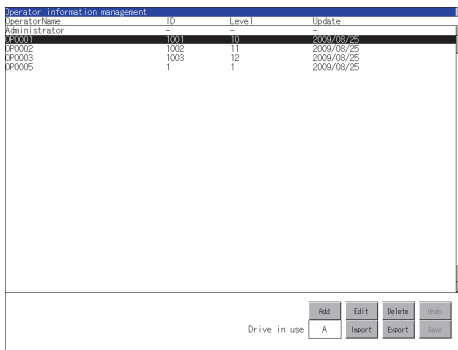 Operator information management
OperatorName ID Level Update
Administrator - - -
OP0001 1001 10 2009/08/25
OP0002 1002 11 2009/08/25
OP0003 1003 12 2009/08/25
OP0005 1 1 2009/08/25
Add Edit Delete Undo
Drive in use A Import Export Save